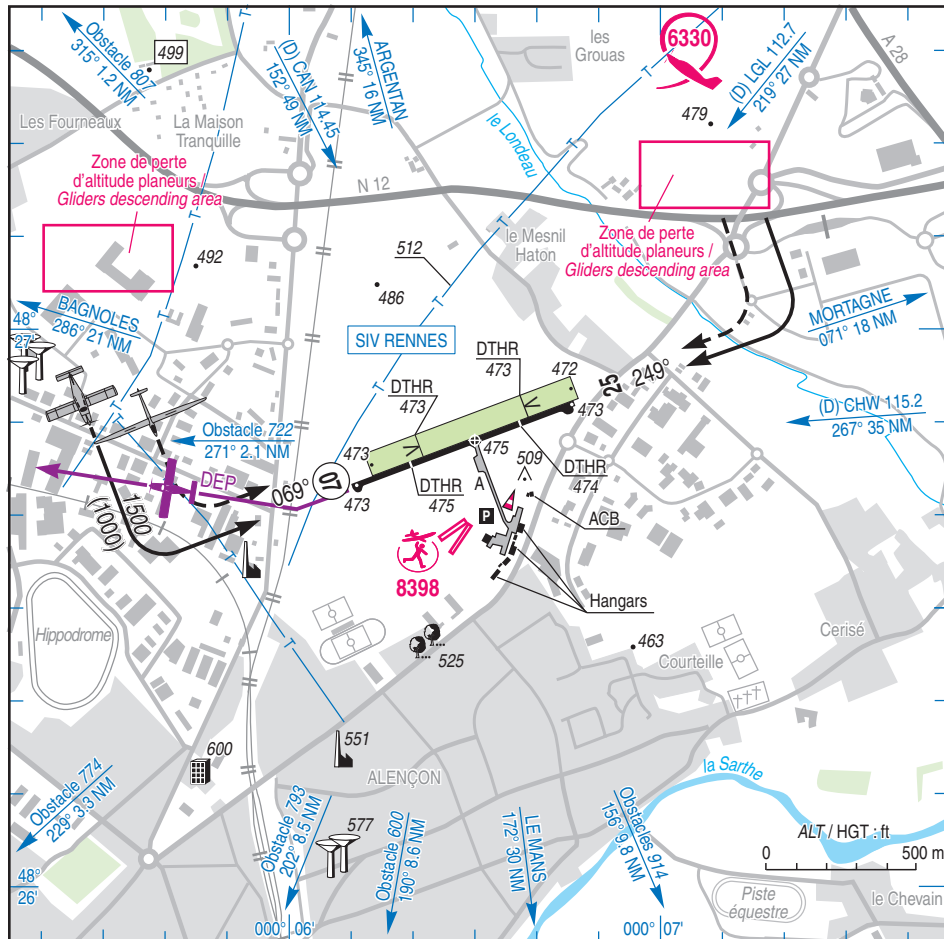 Obstacle 807
315° 1.2 NM
499
(D) CAN 114.45
152° 49 NM
ARGENTAN
345° 16 NM
les
Grouas
6330
(D) LGL 112.7
219° 27 NM
A 28
479
Les Fourneaux
La Maison
Tranquille
le Londeau
Zone de perte
d'altitude planeurs /
Gliders descending area
N 12
Zone de perte
d'altitude planeurs /
Gliders descending area
le Mesnil
Haton
492
512
486
BAGNOLES
286° 21 NM
48°
27'
SIV RENNES
MORTAGNE
071° 18 NM
DTHR
473
DTHR
473
472
25
249°
473
(D) CHW 115.2
267° 35 NM
Obstacle 722
271° 2.1 NM
DEP
069°
07
473
DTHR
475
475
509
DTHR
474
A
P
ACB
1500
(1000)
8398
Hangars
Hippodrome
525
463
Courteille
Cerisé
600
551
ALENÇON
la Sarthe
Obstacle 774
229° 3.3 NM
577
Obstacle 793
202° 8.5 NM
Obstacle 600
190° 8.6 NM
LE MANS
172° 30 NM
Obstacles 914
156° 9.8 NM
ALT / HGT : ft
0
500 m
48°
26'
000° 06'
000° 07'
Piste
équestre
le Chevain